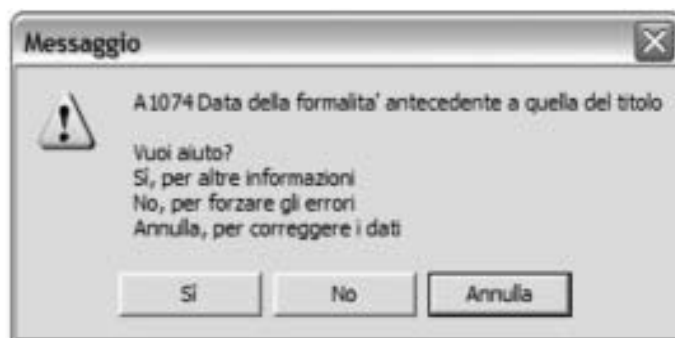 Messaggio
A1074 Data della formalita' antecedente a quella del titolo
Vuoi aiuto?
Sì, per altre informazioni
No, per forzare gli errori
Annulla, per correggere i dati
Sì No Annulla